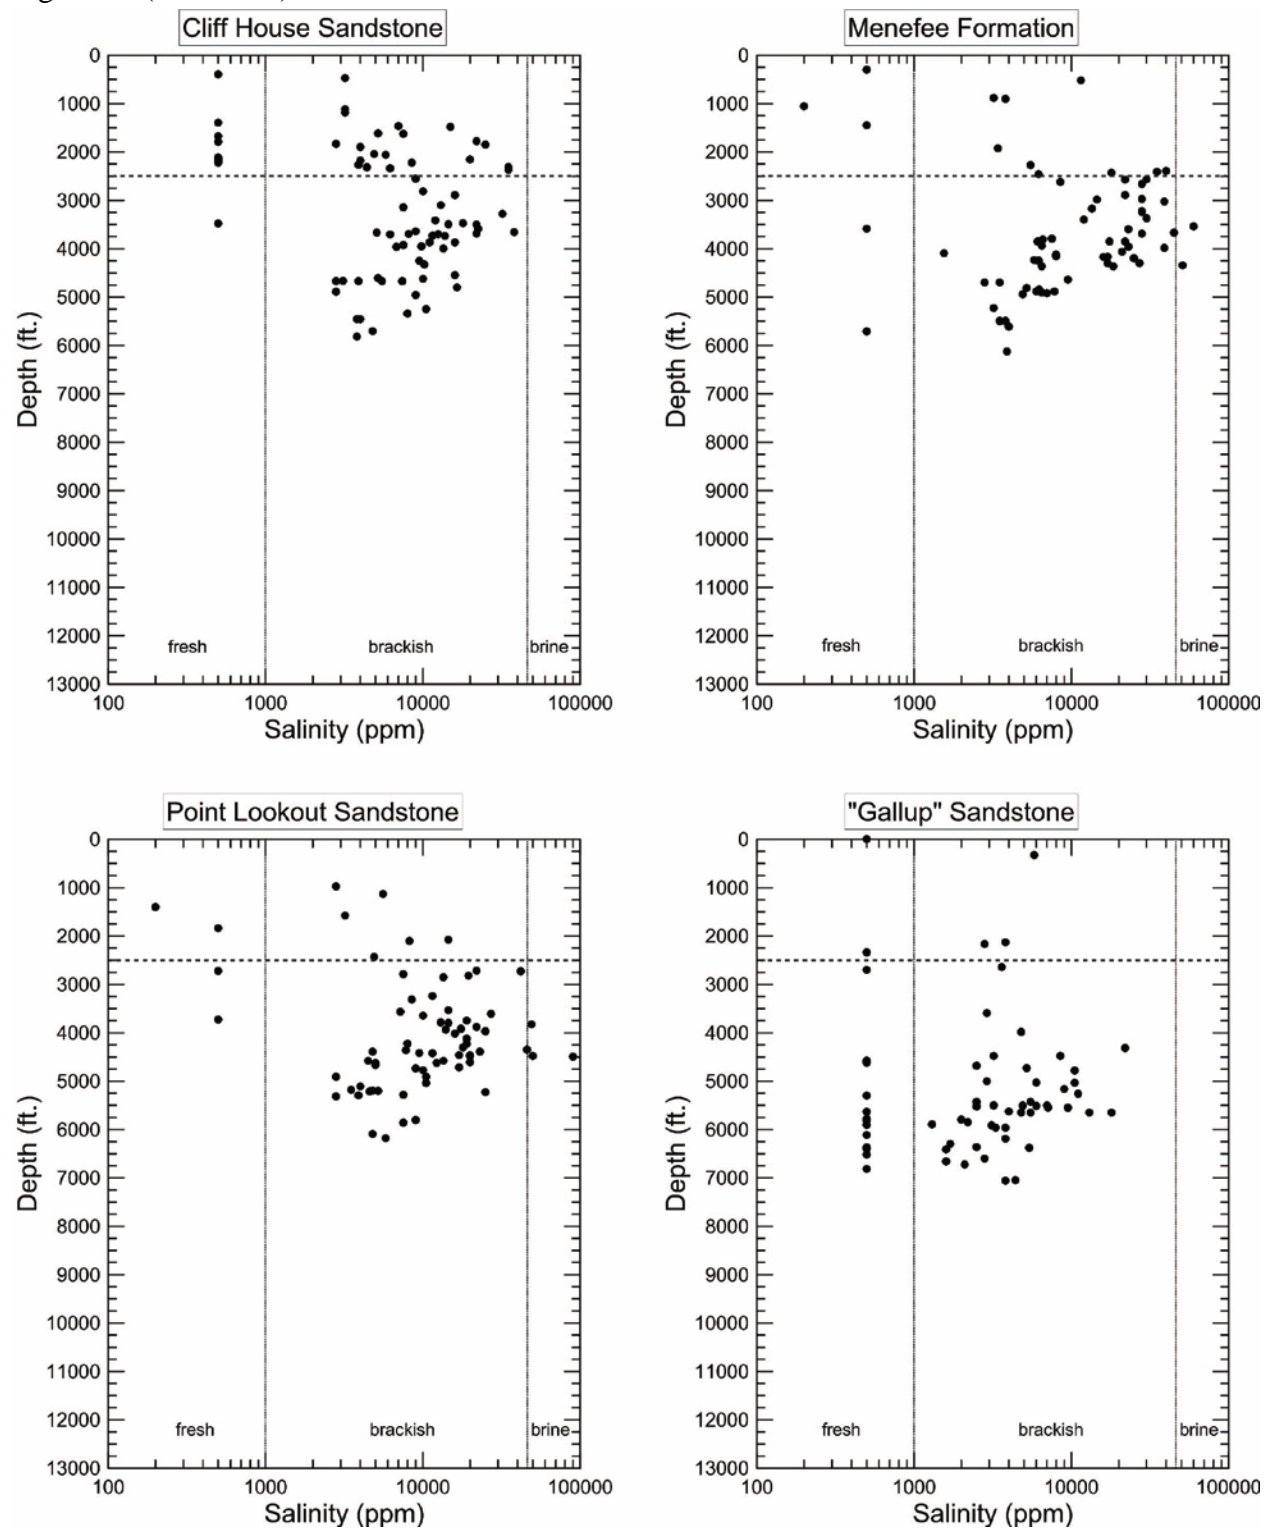 Cliff House Sandstone
0
1000
2000
3000
4000
5000
6000
7000
8000
9000
10000
11000
12000
13000
Depth (ft.)
fresh brackish brine
100 1000 10000 100000
Salinity (ppm)
Menefee Formation
0
1000
2000
3000
4000
5000
6000
7000
8000
9000
10000
11000
12000
13000
Depth (ft.)
fresh brackish brine
100 1000 10000 100000
Salinity (ppm)
Point Lookout Sandstone
0
1000
2000
3000
4000
5000
6000
7000
8000
9000
10000
11000
12000
13000
Depth (ft.)
fresh brackish brine
100 1000 10000 100000
Salinity (ppm)
"Gallup" Sandstone
0
1000
2000
3000
4000
5000
6000
7000
8000
9000
10000
11000
12000
13000
Depth (ft.)
fresh brackish brine
100 1000 10000 100000
Salinity (ppm)